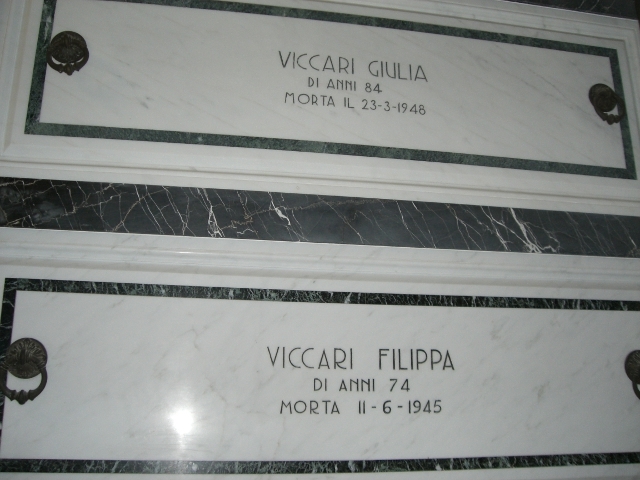 VICCARI GIULIA
DI ANNI 84
MORTA IL 23-3-1948
VICCARI FILIPPA
DI ANNI 74
MORTA 11-6-1945